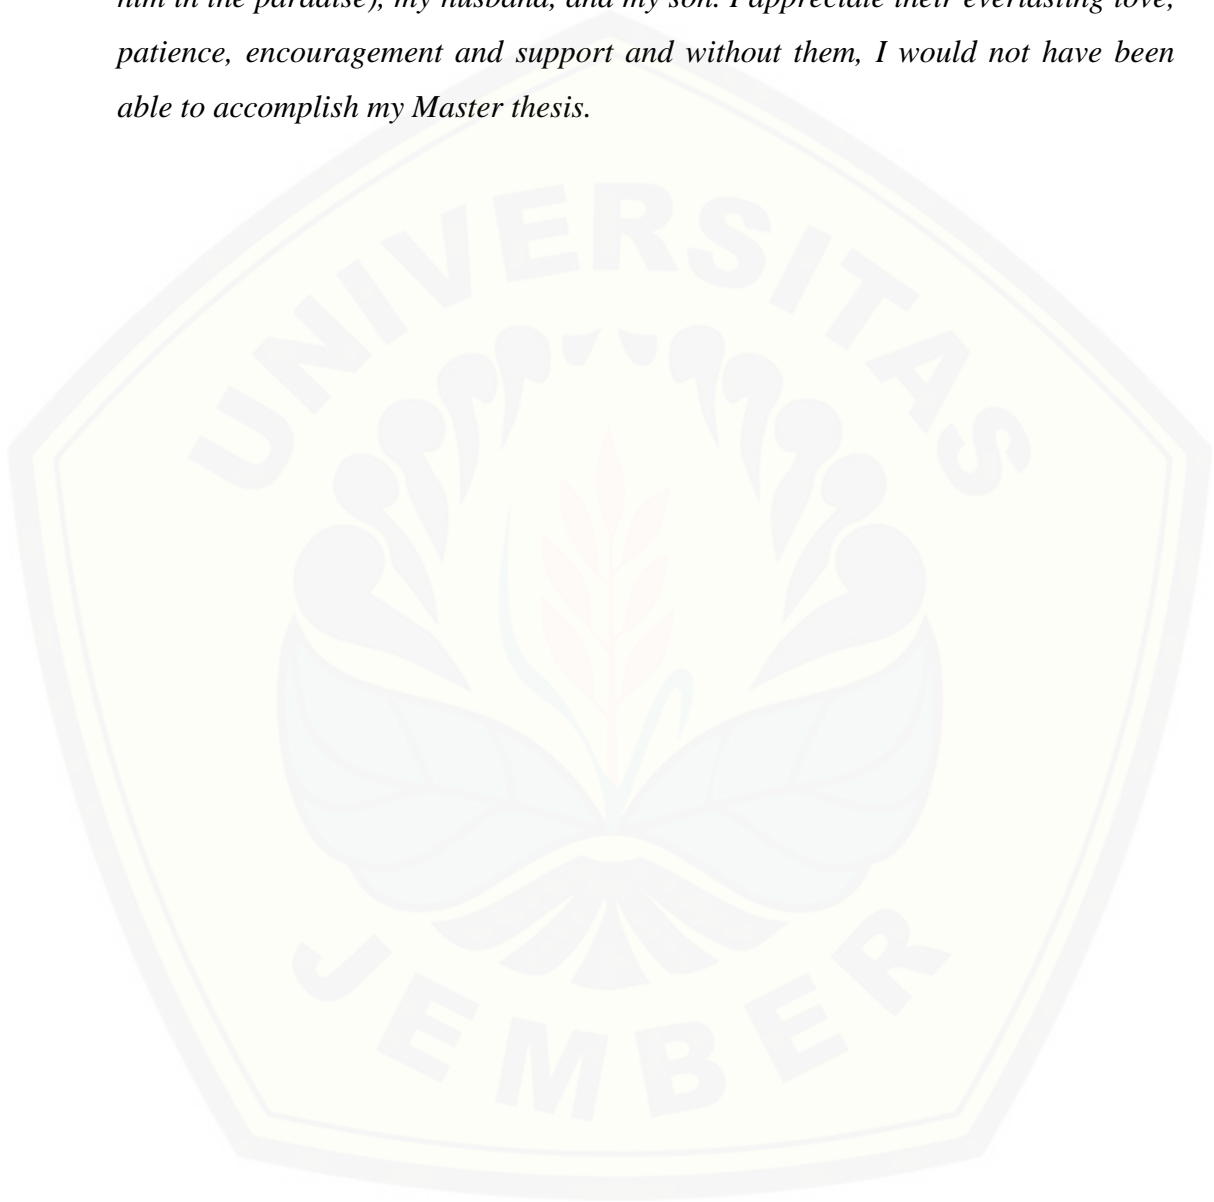 him in the paradise), my husband, and my son. I appreciate their everlasting love,
patience, encouragement and support and without them, I would not have been
able to accomplish my Master thesis.
UNIVERSITAS
JEMBER